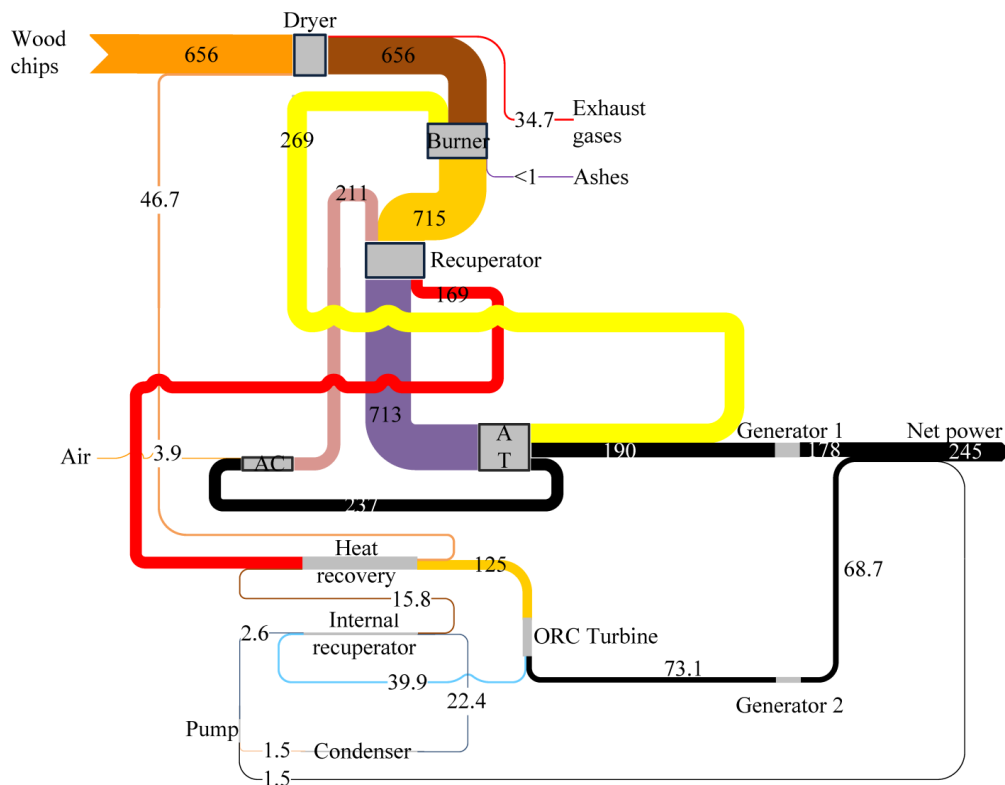 Dryer
Wood
chips
656
656
34.7
Exhaust
gases
269
Burner
<1
Ashes
46.7
211
715
Recuperator
169
713
A
T
Generator 1
Net power
Air
3.9
AC
190
178
245
237
Heat
recovery
125
68.7
15.8
Internal
recuperator
2.6
ORC Turbine
39.9
22.4
73.1
Generator 2
Pump
1.5
Condenser
1.5